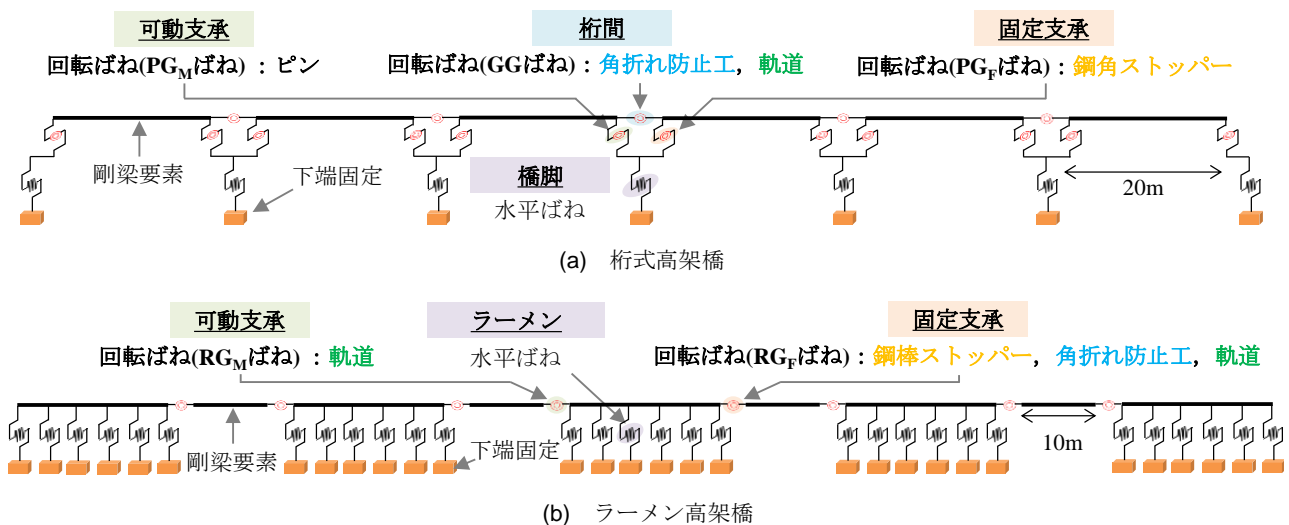 可動支承
桁間
固定支承
回転ばね(PGMばね) : ピン
回転ばね(GGばね) : 角折れ防止工, 軌道
回転ばね(PGFばね) : 鋼角ストッパー
剛梁要素
下端固定
橋脚
水平ばね
20m
(a) 桁式高架橋
可動支承
ラーメン
固定支承
回転ばね(RGMばね) : 軌道
水平ばね
回転ばね(RGFばね) : 鋼棒ストッパー, 角折れ防止工, 軌道
剛梁要素
下端固定
10m
(b) ラーメン高架橋